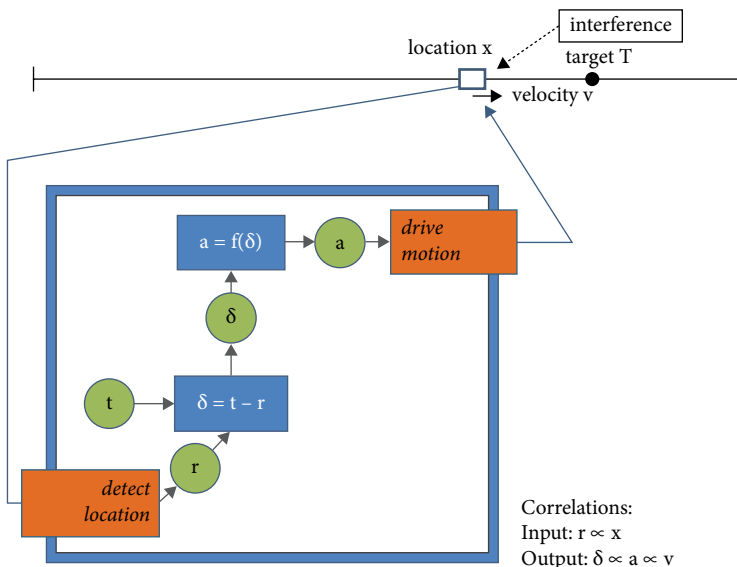 interference
location x
target T
velocity v
a = f(δ)
a
drive
motion
δ
t
δ = t – r
r
detect
location
Correlations:
Input: r ∝ x
Output: δ ∝ a ∝ v